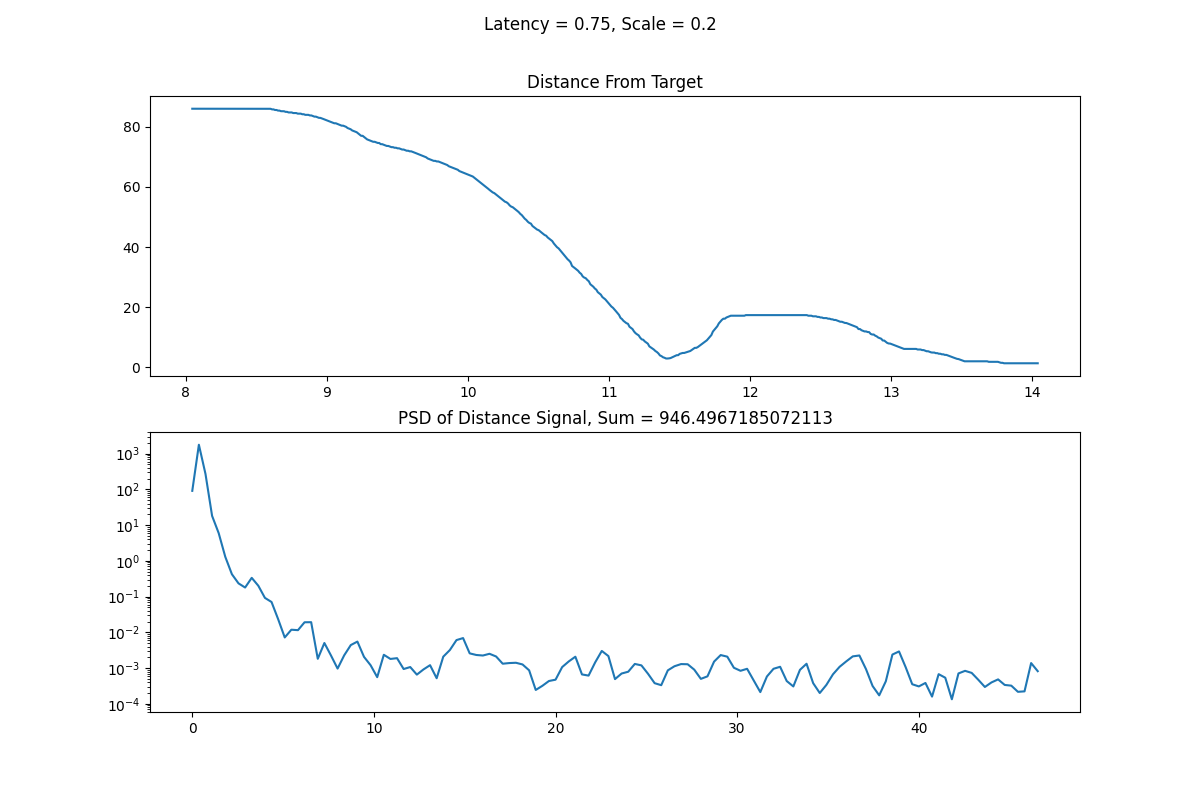 Latency = 0.75, Scale = 0.2
Distance From Target
80
60
40
20
0
8 9 10 11 12 13 14
PSD of Distance Signal, Sum = 946.4967185072113
10³
10²
10¹
10⁰
10⁻¹
10⁻²
10⁻³
10⁻⁴
0 10 20 30 40